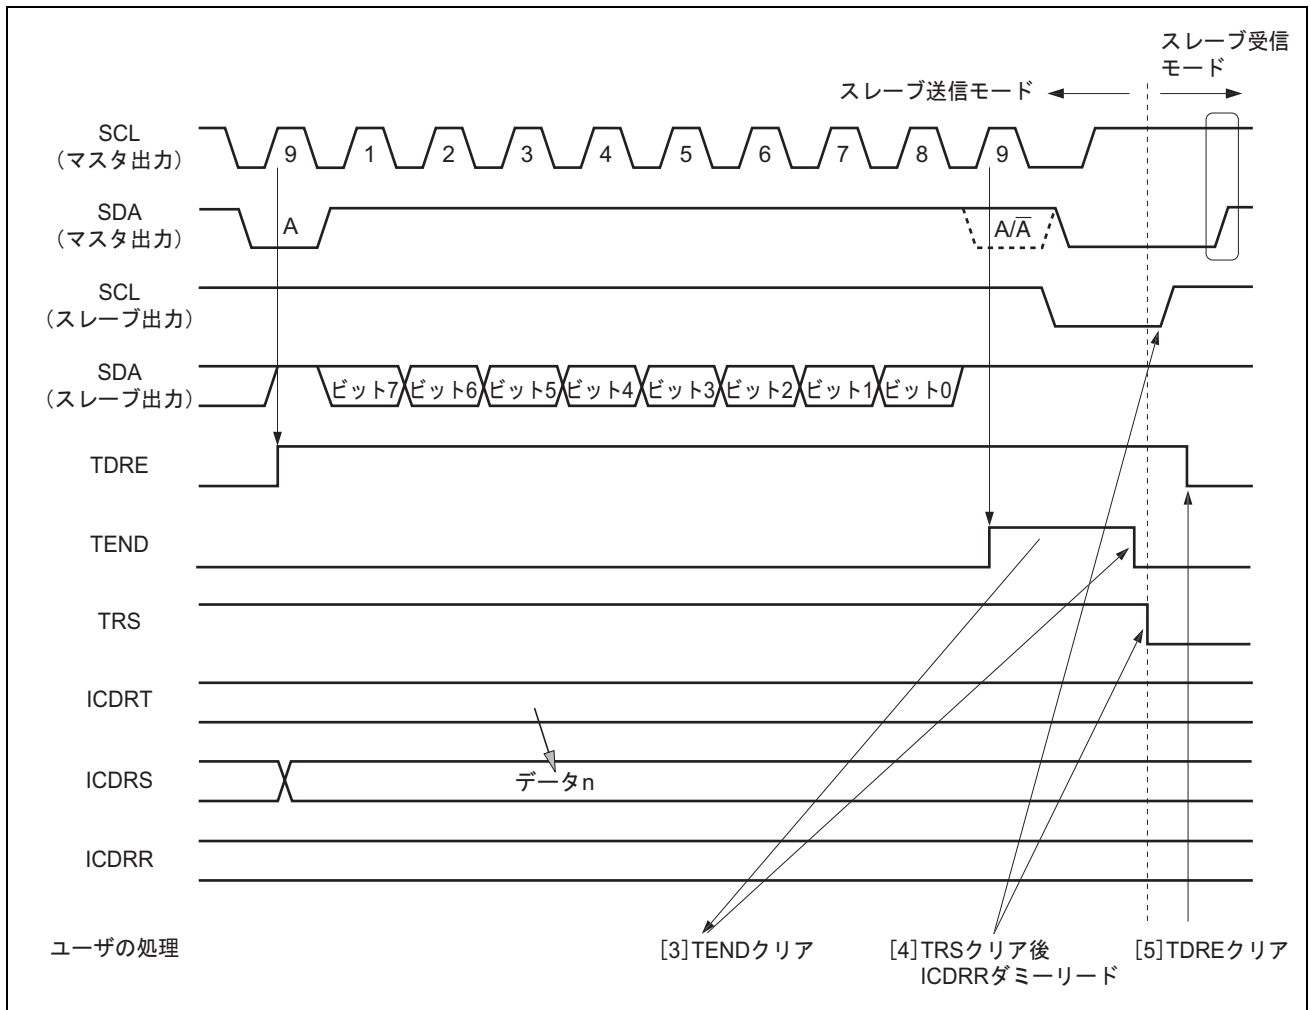 スレーブ受信
モード
スレーブ送信モード
SCL
(マスタ出力)
9 1 2 3 4 5 6 7 8 9
SDA
(マスタ出力)
A A/A̅
SCL
(スレーブ出力)
SDA
(スレーブ出力)
ビット7 ビット6 ビット5 ビット4 ビット3 ビット2 ビット1 ビット0
TDRE
TEND
TRS
ICDRT
ICDRS
データn
ICDRR
ユーザの処理
[3]TENDクリア
[4]TRSクリア後
ICDRRダミーリード
[5]TDREクリア